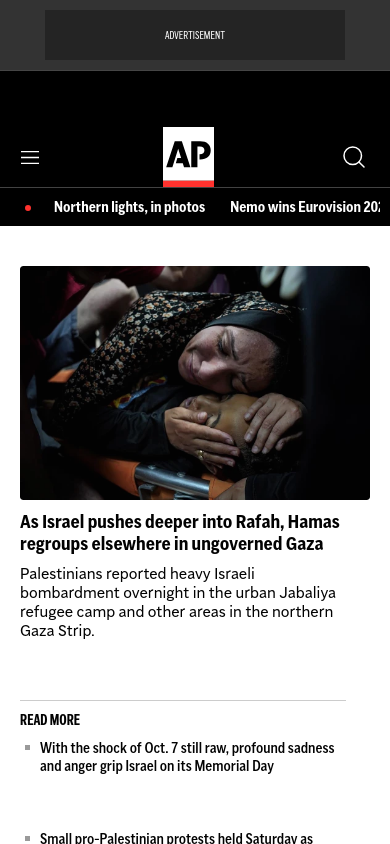 ADVERTISEMENT
AP
Northern lights, in photos
Nemo wins Eurovision 202
As Israel pushes deeper into Rafah, Hamas
regroups elsewhere in ungoverned Gaza
Palestinians reported heavy Israeli
bombardment overnight in the urban Jabaliya
refugee camp and other areas in the northern
Gaza Strip.
READ MORE
With the shock of Oct. 7 still raw, profound sadness
and anger grip Israel on its Memorial Day
Small pro-Palestinian protests held Saturday as